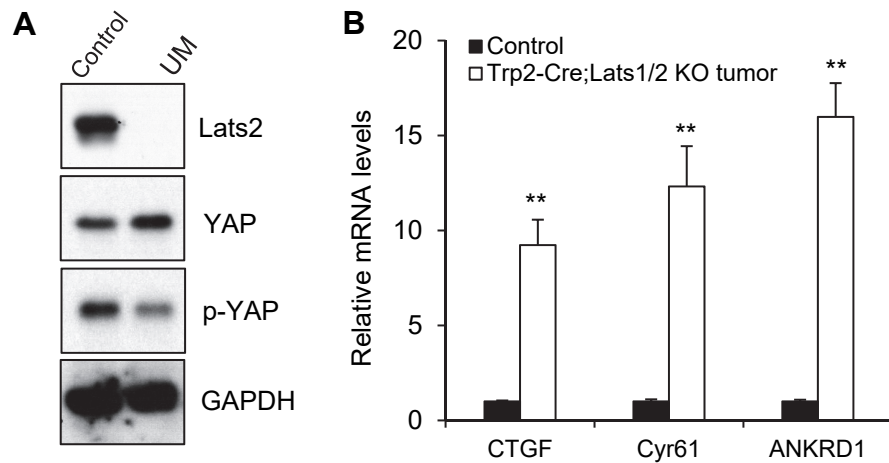 A
Control
UM
Lats2
YAP
p-YAP
GAPDH
B
Relative mRNA levels
20
15
10
5
0
Control
Trp2-Cre;Lats1/2 KO tumor
**
**
**
CTGF
Cyr61
ANKRD1